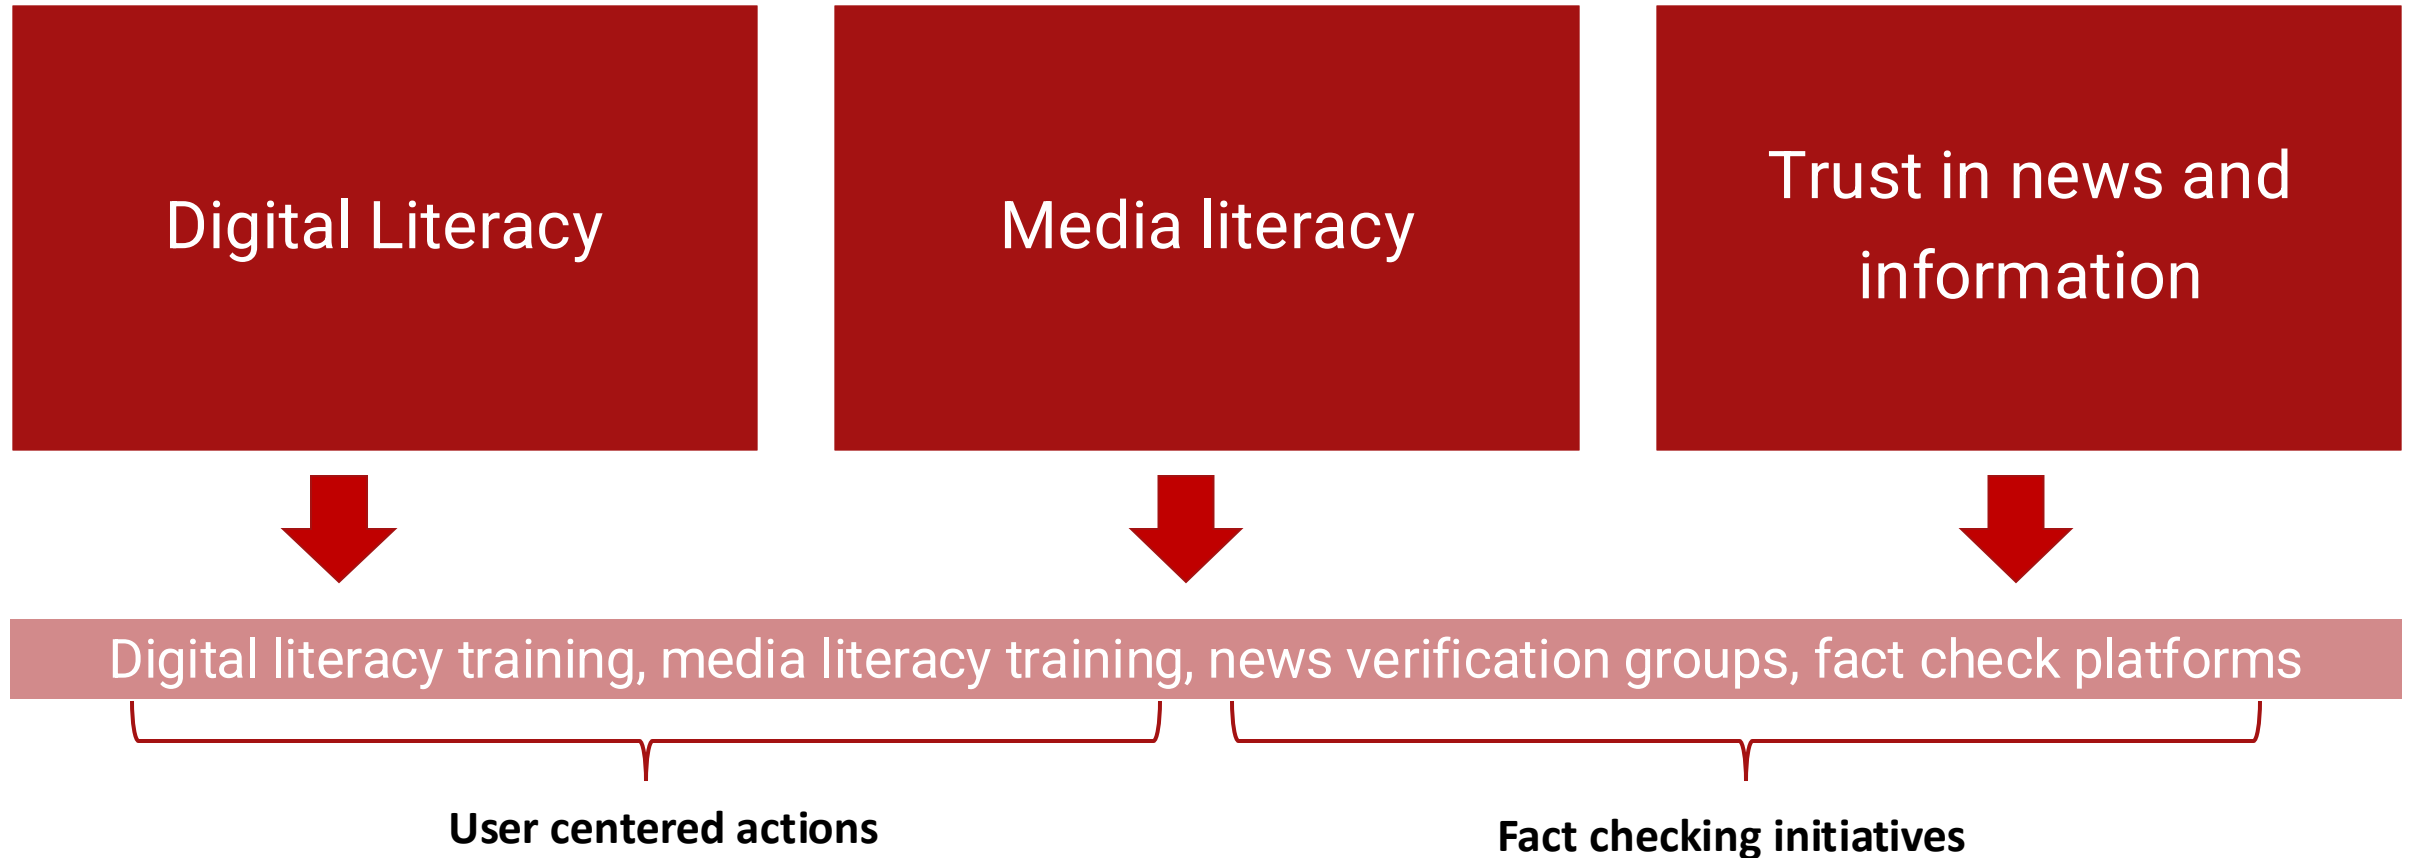 Digital Literacy
Media literacy
Trust in news and
information
Digital literacy training, media literacy training, news verification groups, fact check platforms
User centered actions
Fact checking initiatives